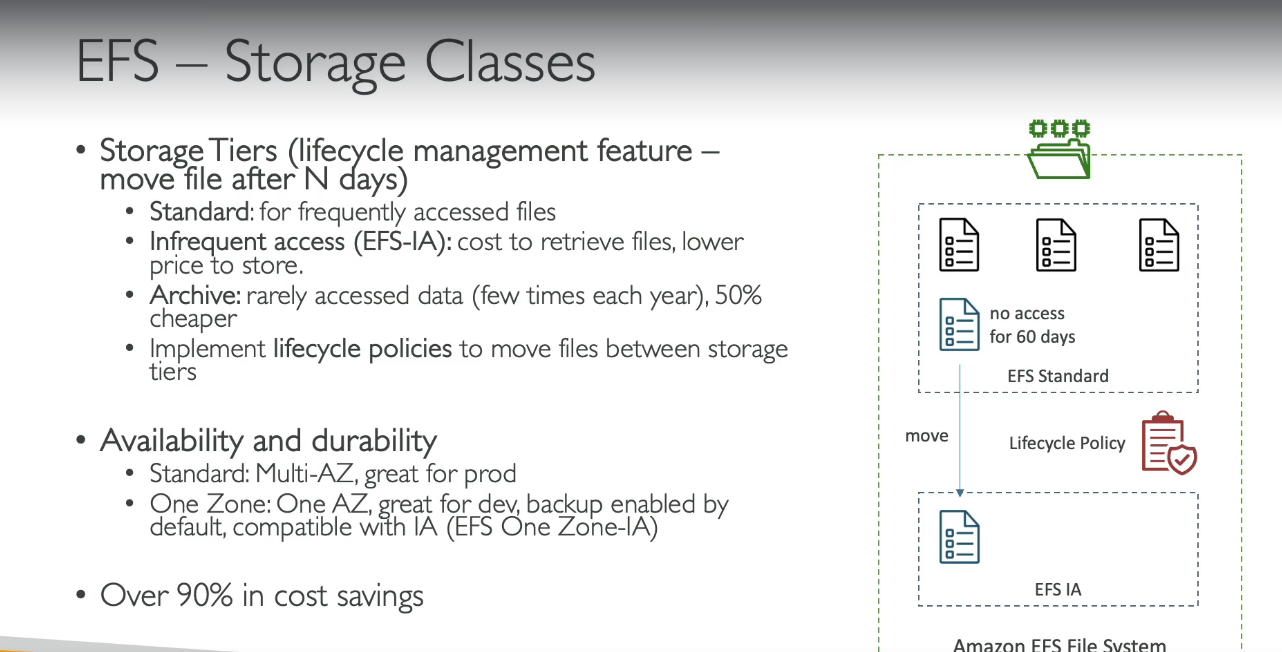 EFS – Storage Classes
• Storage Tiers (lifecycle management feature –
move file after N days)
• Standard: for frequently accessed files
• Infrequent access (EFS-IA): cost to retrieve files, lower
price to store.
• Archive: rarely accessed data (few times each year), 50%
cheaper
• Implement lifecycle policies to move files between storage
tiers
• Availability and durability
• Standard: Multi-AZ, great for prod
• One Zone: One AZ, great for dev, backup enabled by
default, compatible with IA (EFS One Zone-IA)
• Over 90% in cost savings
no access
for 60 days
EFS Standard
move
Lifecycle Policy
EFS IA
Amazon EFS File System